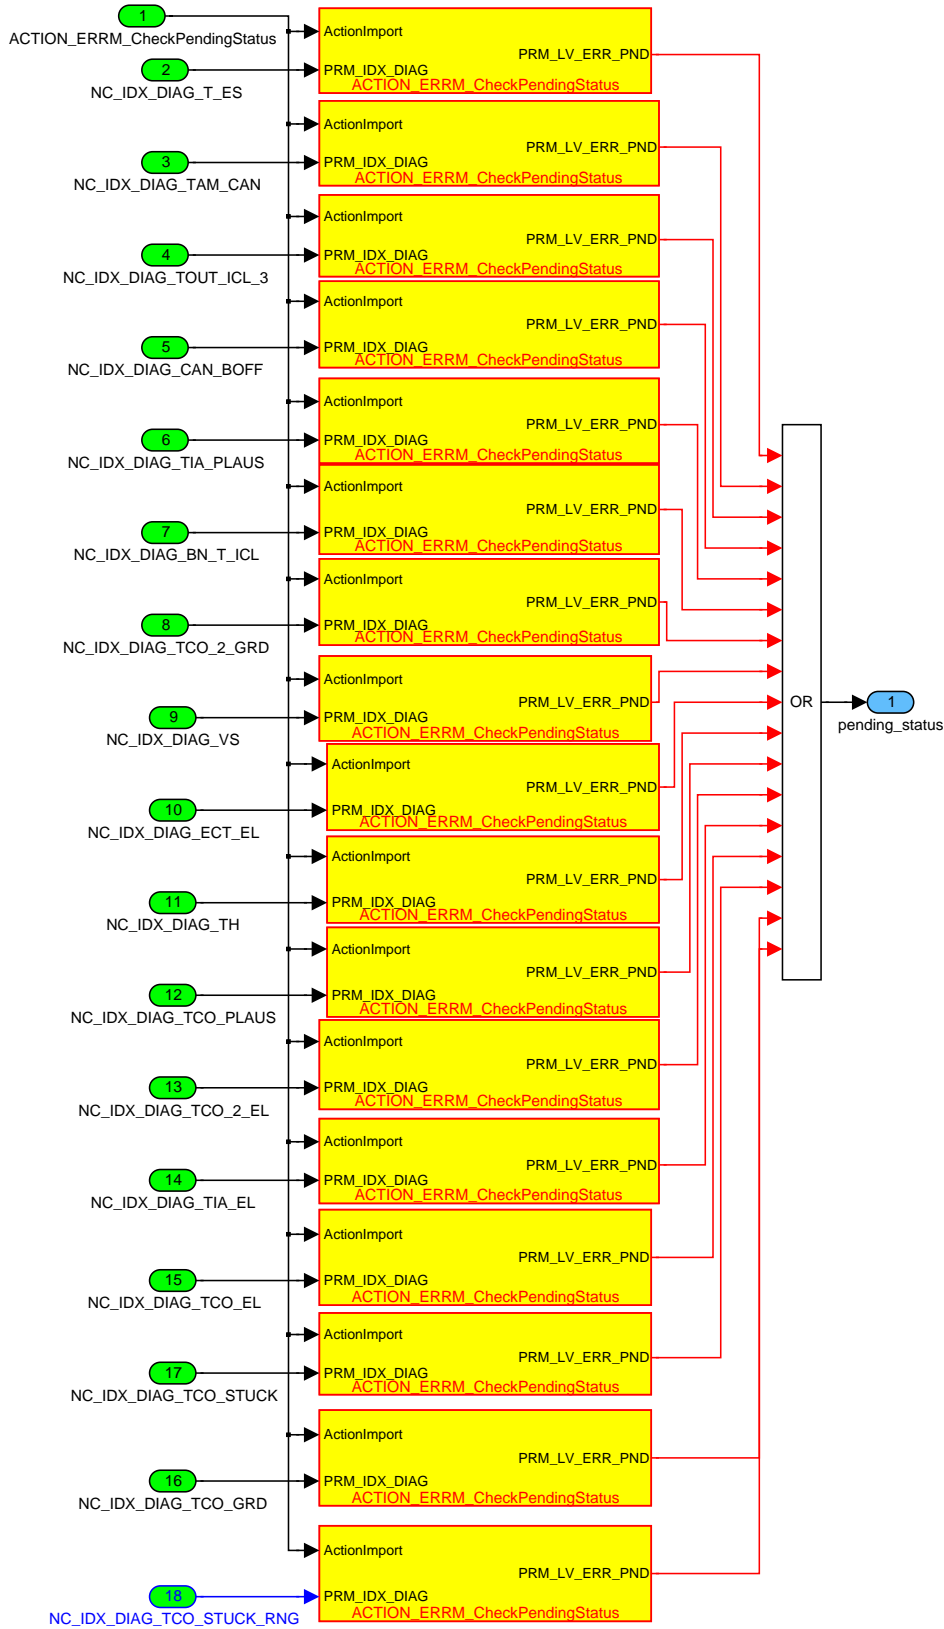 1
ACTION_ERRM_CheckPendingStatus
ActionImport
PRM_LV_ERR_PND
2
PRM_IDX_DIAG
ACTION_ERRM_CheckPendingStatus
NC_IDX_DIAG_T_ES
ActionImport
PRM_LV_ERR_PND
3
PRM_IDX_DIAG
ACTION_ERRM_CheckPendingStatus
NC_IDX_DIAG_TAM_CAN
ActionImport
PRM_LV_ERR_PND
4
PRM_IDX_DIAG
ACTION_ERRM_CheckPendingStatus
NC_IDX_DIAG_TOUT_ICL_3
ActionImport
PRM_LV_ERR_PND
5
PRM_IDX_DIAG
ACTION_ERRM_CheckPendingStatus
NC_IDX_DIAG_CAN_BOFF
ActionImport
PRM_LV_ERR_PND
6
PRM_IDX_DIAG
ACTION_ERRM_CheckPendingStatus
NC_IDX_DIAG_TIA_PLAUS
ActionImport
PRM_LV_ERR_PND
7
PRM_IDX_DIAG
ACTION_ERRM_CheckPendingStatus
NC_IDX_DIAG_BN_T_ICL
ActionImport
PRM_LV_ERR_PND
8
PRM_IDX_DIAG
ACTION_ERRM_CheckPendingStatus
NC_IDX_DIAG_TCO_2_GRD
ActionImport
PRM_LV_ERR_PND
9
PRM_IDX_DIAG
ACTION_ERRM_CheckPendingStatus
NC_IDX_DIAG_VS
OR
1
pending_status
ActionImport
PRM_LV_ERR_PND
10
PRM_IDX_DIAG
ACTION_ERRM_CheckPendingStatus
NC_IDX_DIAG_ECT_EL
ActionImport
PRM_LV_ERR_PND
11
PRM_IDX_DIAG
ACTION_ERRM_CheckPendingStatus
NC_IDX_DIAG_TH
ActionImport
PRM_LV_ERR_PND
12
PRM_IDX_DIAG
ACTION_ERRM_CheckPendingStatus
NC_IDX_DIAG_TCO_PLAUS
ActionImport
PRM_LV_ERR_PND
13
PRM_IDX_DIAG
ACTION_ERRM_CheckPendingStatus
NC_IDX_DIAG_TCO_2_EL
ActionImport
PRM_LV_ERR_PND
14
PRM_IDX_DIAG
ACTION_ERRM_CheckPendingStatus
NC_IDX_DIAG_TIA_EL
ActionImport
PRM_LV_ERR_PND
15
PRM_IDX_DIAG
ACTION_ERRM_CheckPendingStatus
NC_IDX_DIAG_TCO_EL
ActionImport
PRM_LV_ERR_PND
17
PRM_IDX_DIAG
ACTION_ERRM_CheckPendingStatus
NC_IDX_DIAG_TCO_STUCK
ActionImport
PRM_LV_ERR_PND
16
PRM_IDX_DIAG
ACTION_ERRM_CheckPendingStatus
NC_IDX_DIAG_TCO_GRD
ActionImport
PRM_LV_ERR_PND
18
PRM_IDX_DIAG
ACTION_ERRM_CheckPendingStatus
NC_IDX_DIAG_TCO_STUCK_RNG